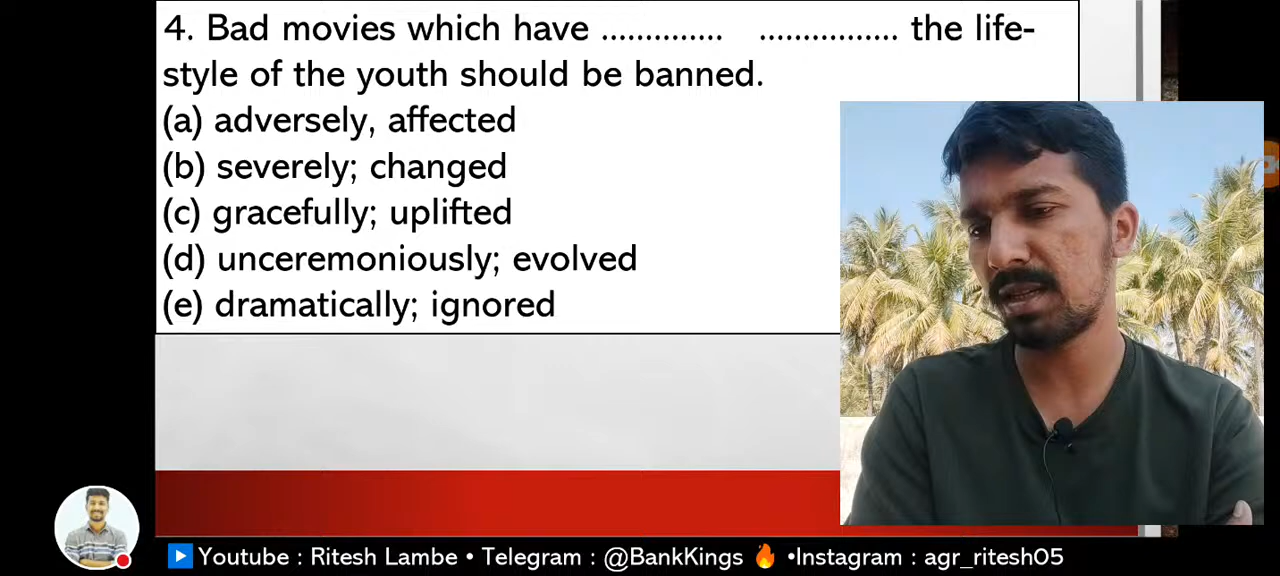 4. Bad movies which have .............. ................ the life-
style of the youth should be banned.
(a) adversely, affected
(b) severely; changed
(c) gracefully; uplifted
(d) unceremoniously; evolved
(e) dramatically; ignored
Youtube : Ritesh Lambe • Telegram : @BankKings 🔥 •Instagram : agr_ritesh05